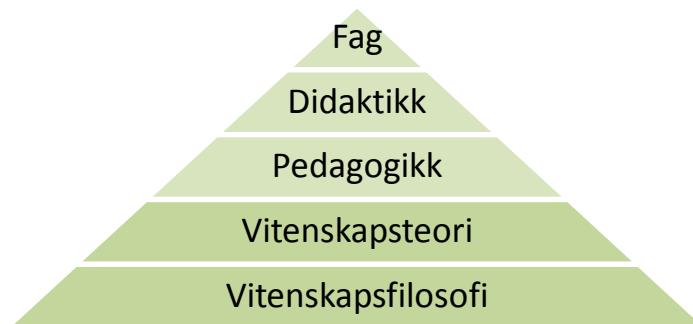 Fag
Didaktikk
Pedagogikk
Vitenskapsteori
Vitenskapsfilosofi